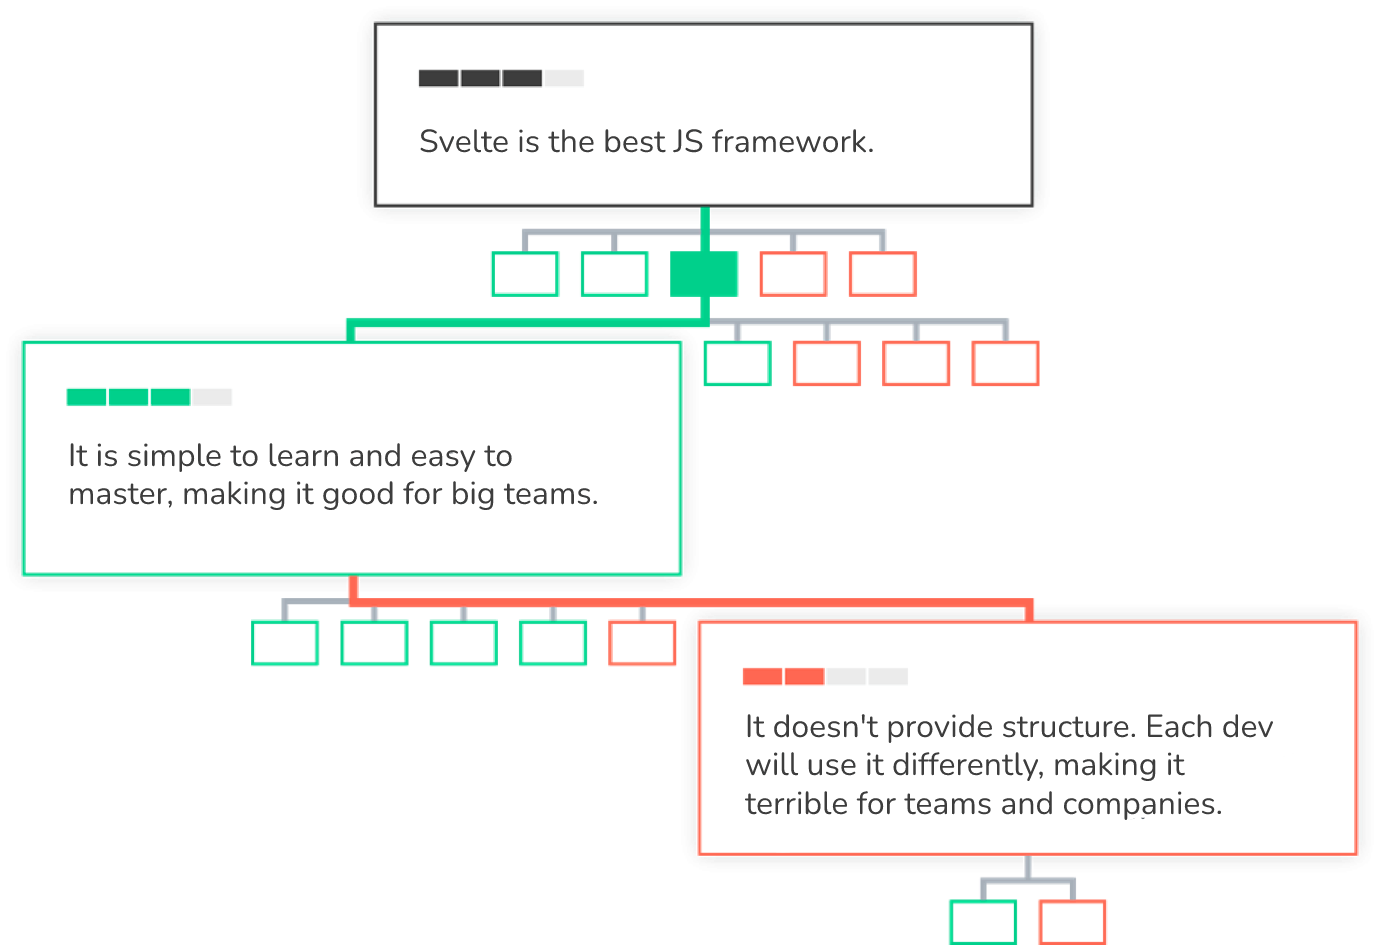 Svelte is the best JS framework.
It is simple to learn and easy to
master, making it good for big teams.
It doesn't provide structure. Each dev
will use it differently, making it
terrible for teams and companies.